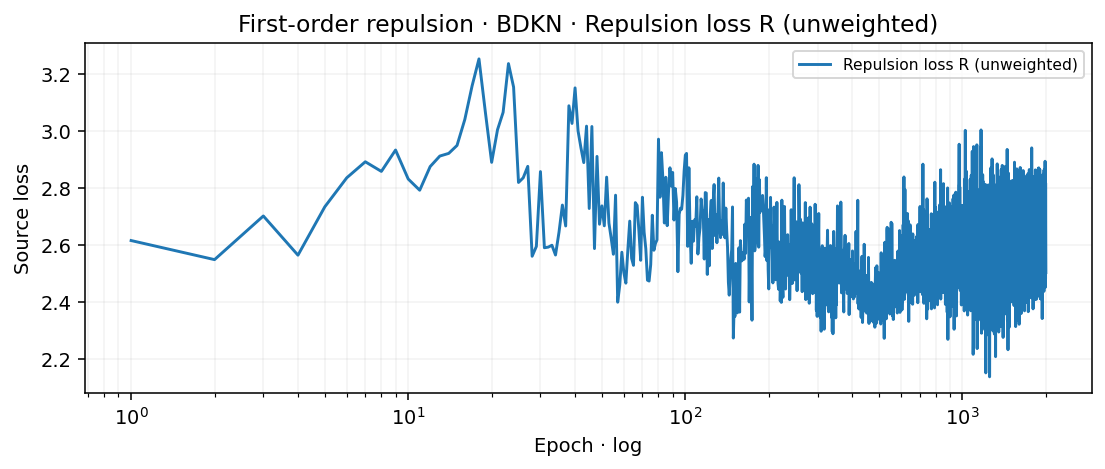 First-order repulsion · BDKN · Repulsion loss R (unweighted)
Repulsion loss R (unweighted)
Source loss
3.2
3.0
2.8
2.6
2.4
2.2
10⁰
10¹
10²
10³
Epoch · log